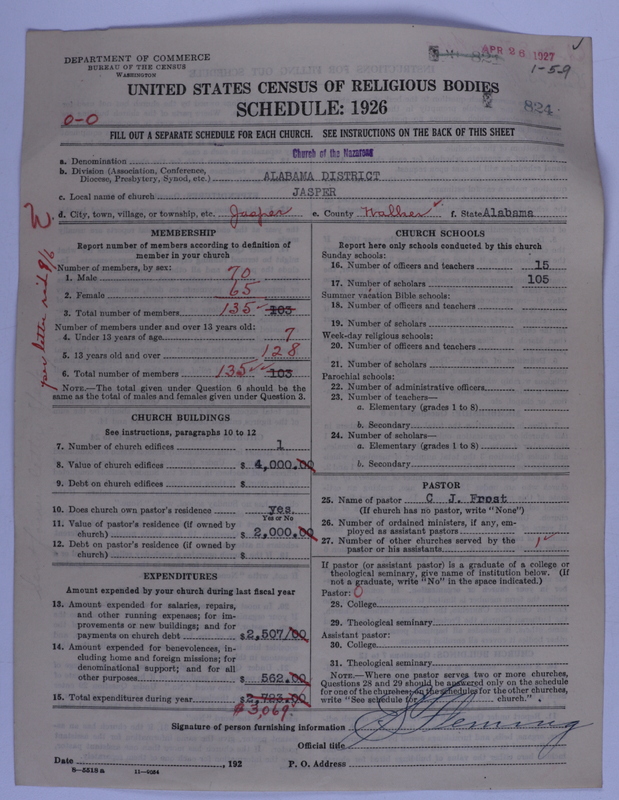 DEPARTMENT OF COMMERCE
BUREAU OF THE CENSUS
WASHINGTON
824
APR 26 1927
1-59
UNITED STATES CENSUS OF RELIGIOUS BODIES
SCHEDULE: 1926
824
0-0
FILL OUT A SEPARATE SCHEDULE FOR EACH CHURCH. SEE INSTRUCTIONS ON THE BACK OF THIS SHEET
a. Denomination Church of the Nazarene
b. Division (Association, Conference, Diocese, Presbytery, Synod, etc.) ALABAMA DISTRICT
c. Local name of church JASPER
d. City, town, village, or township, etc. Jasper e. County Walker f. State Alabama
per letter
MEMBERSHIP
Report number of members according to definition of
member in your church
Number of members, by sex:
1. Male 70
2. Female 65
3. Total number of members 135 103
Number of members under and over 13 years old:
4. Under 13 years of age 7
5. 13 years old and over 128
6. Total number of members 135 103
NOTE.—The total given under Question 6 should be the
same as the total of males and females given under Question 3.
CHURCH BUILDINGS
See instructions, paragraphs 10 to 12
7. Number of church edifices 1
8. Value of church edifices $ 4,000.00
9. Debt on church edifices $
10. Does church own pastor's residence yes
Yes or No
11. Value of pastor's residence (if owned by
church) $ 2,000.00
12. Debt on pastor's residence (if owned by
church) $
EXPENDITURES
Amount expended by your church during last fiscal year
13. Amount expended for salaries, repairs,
and other running expenses; for im-
provements or new buildings; and for
payments on church debt $2,507/00
14. Amount expended for benevolences, in-
cluding home and foreign missions; for
denominational support; and for all
other purposes $ 562.00
15. Total expenditures during year $2,793.00
$3,069.
CHURCH SCHOOLS
Report here only schools conducted by this church
Sunday schools:
16. Number of officers and teachers 15
17. Number of scholars 105
Summer vacation Bible schools:
18. Number of officers and teachers
19. Number of scholars
Week-day religious schools:
20. Number of officers and teachers
21. Number of scholars
Parochial schools:
22. Number of administrative officers
23. Number of teachers—
a. Elementary (grades 1 to 8)
b. Secondary
24. Number of scholars—
a. Elementary (grades 1 to 8)
b. Secondary
PASTOR
25. Name of pastor C J. Frost
(If church has no pastor, write "None")
26. Number of ordained ministers, if any, em-
ployed as assistant pastors
27. Number of other churches served by the
pastor or his assistants 1
If pastor (or assistant pastor) is a graduate of a college or
theological seminary, give name of institution below. (If
not a graduate, write "No" in the space indicated.)
Pastor: 0
28. College
29. Theological seminary
Assistant pastor:
30. College
31. Theological seminary
NOTE.—Where one pastor serves two or more churches,
Questions 28 and 29 should be answered only on the schedule
for one of the churches; on the schedules for the other churches,
write "See schedule for church."
Signature of person furnishing information Fleming
Official title
Date , 192 P. O. Address
8-5518a 11-9084